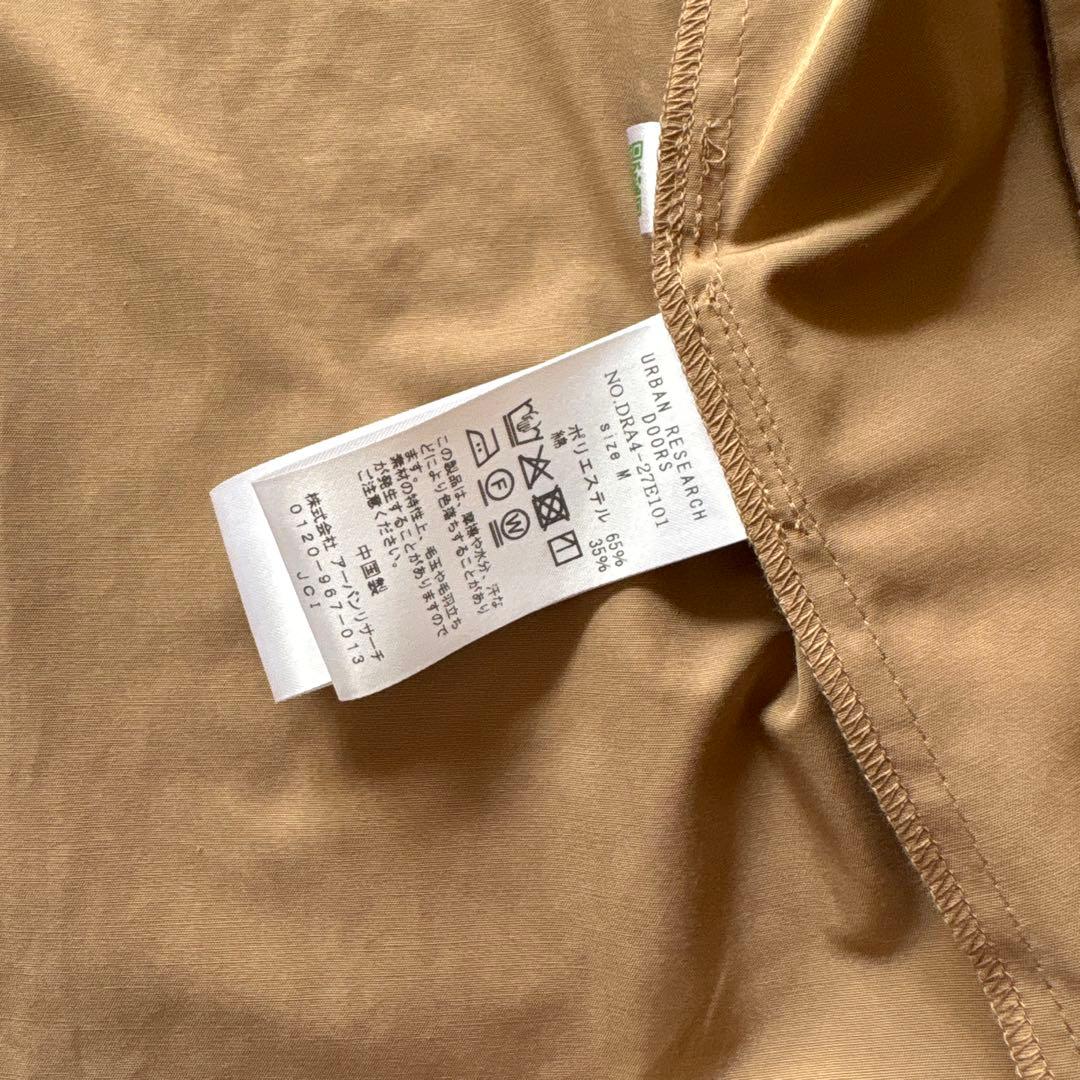 URBAN RESEARCH
DOORS
NO.DRA4-27E101
size M
ポリエステル 65%
綿 35%
F
W
この製品は、摩擦や水分、汗な
どにより色落ちすることがあり
ます。
素材の特性上、毛玉や毛羽立ち
が発生することがありますので
ご注意ください。
中国製
株式会社 アーバンリサーチ
0120-967-013
JCI